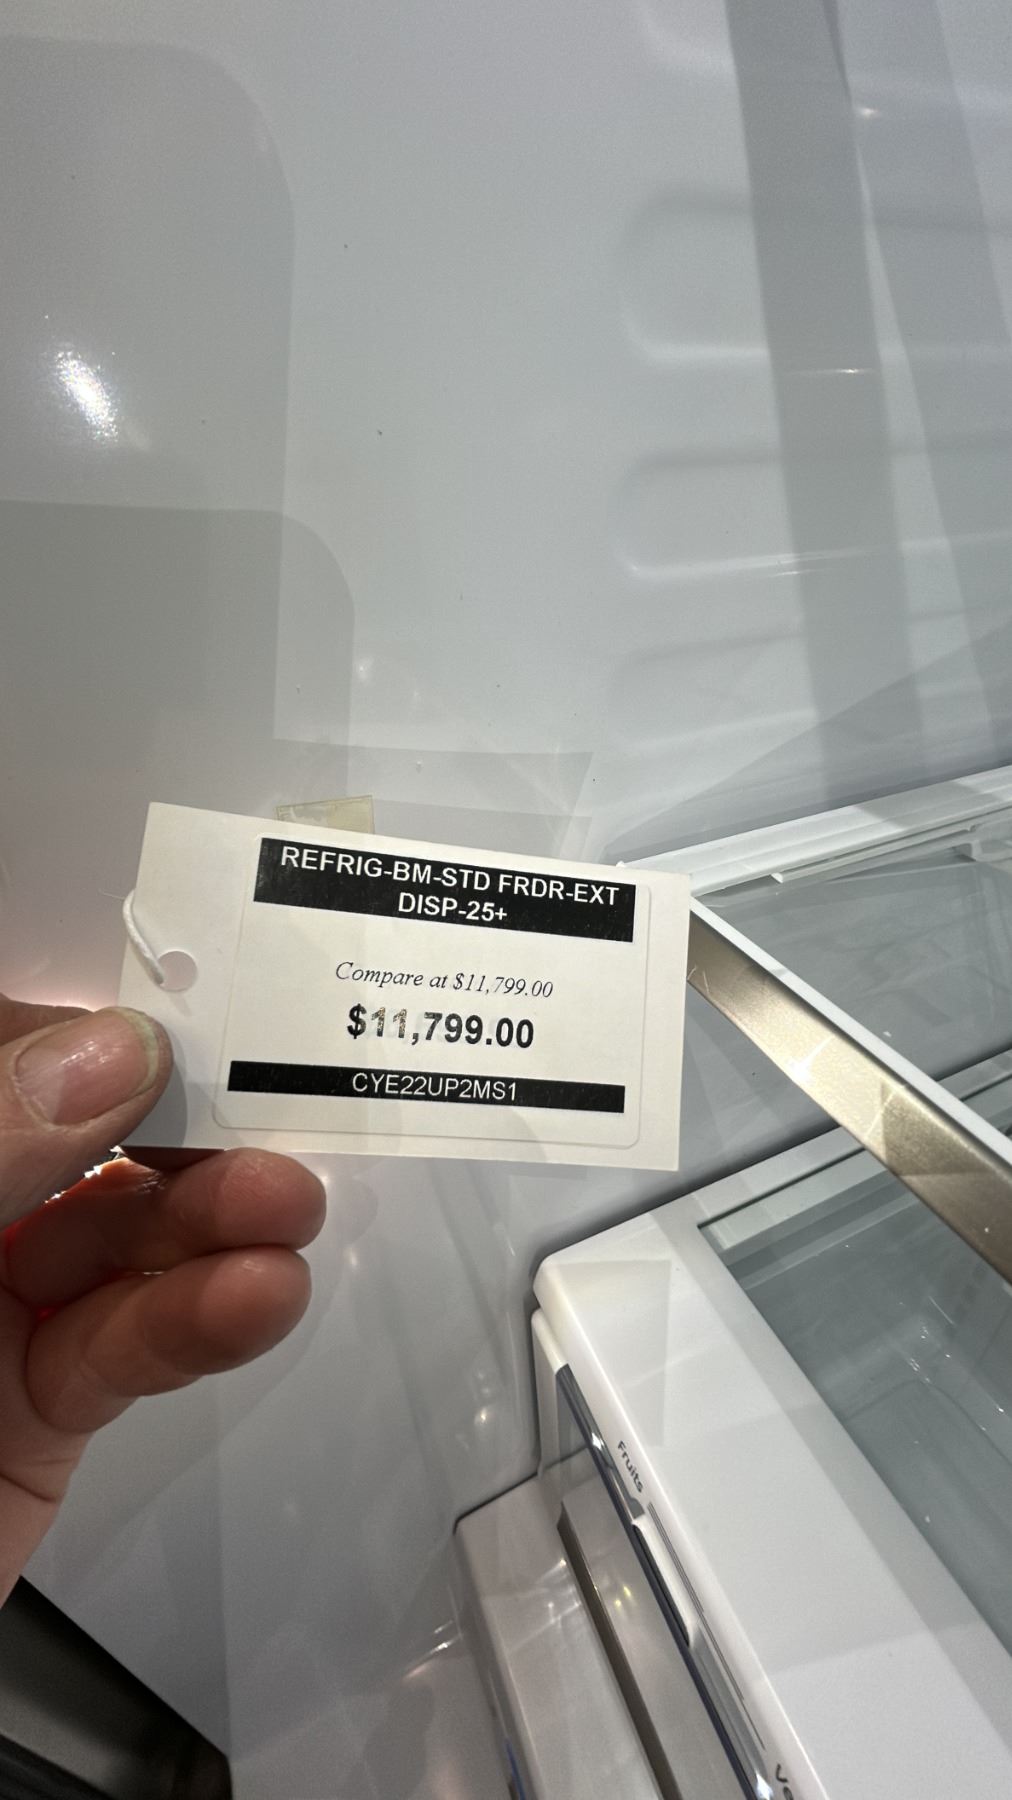 REFRIG-BM-STD FRDR-EXT
DISP-25+
Compare at $11,799.00
$11,799.00
CYE22UP2MS1
Fruits